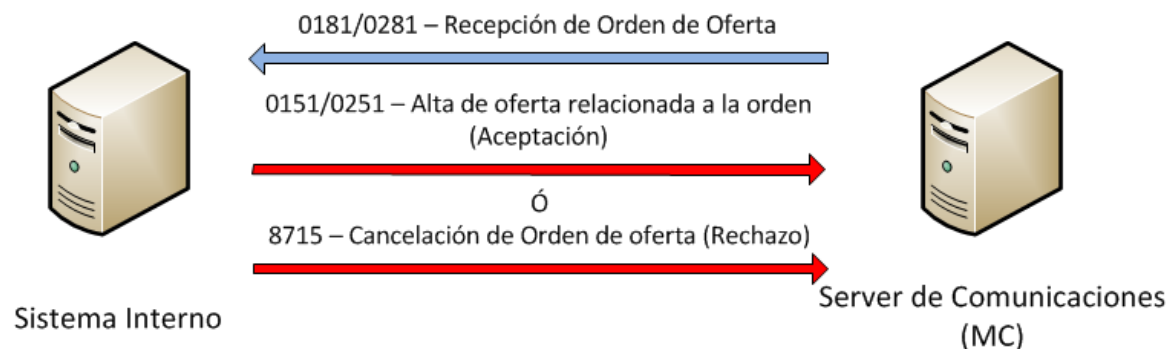 0181/0281 – Recepción de Orden de Oferta
0151/0251 – Alta de oferta relacionada a la orden
(Aceptación)
Ó
8715 – Cancelación de Orden de oferta (Rechazo)
Sistema Interno
Server de Comunicaciones
(MC)